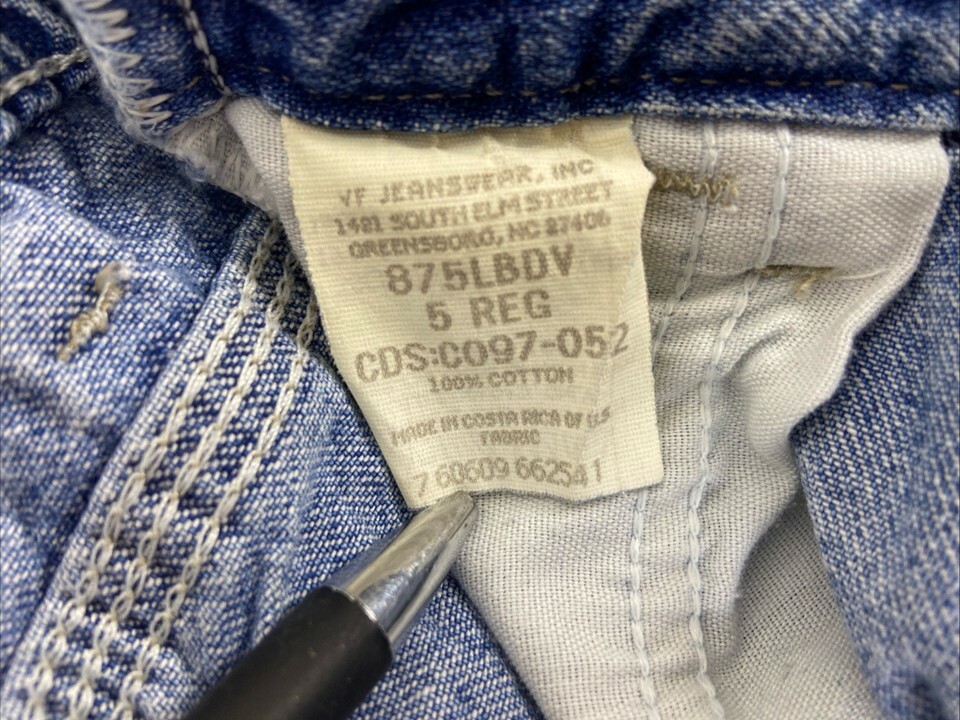 VF JEANSWEAR, INC
1421 SOUTH ELM STREET
GREENSBORO, NC 27406
875LBDV
5 REG
CDS:C097-052
100% COTTON
MADE IN COSTA RICA OF U.S
FABRIC
7 60609 66254 1